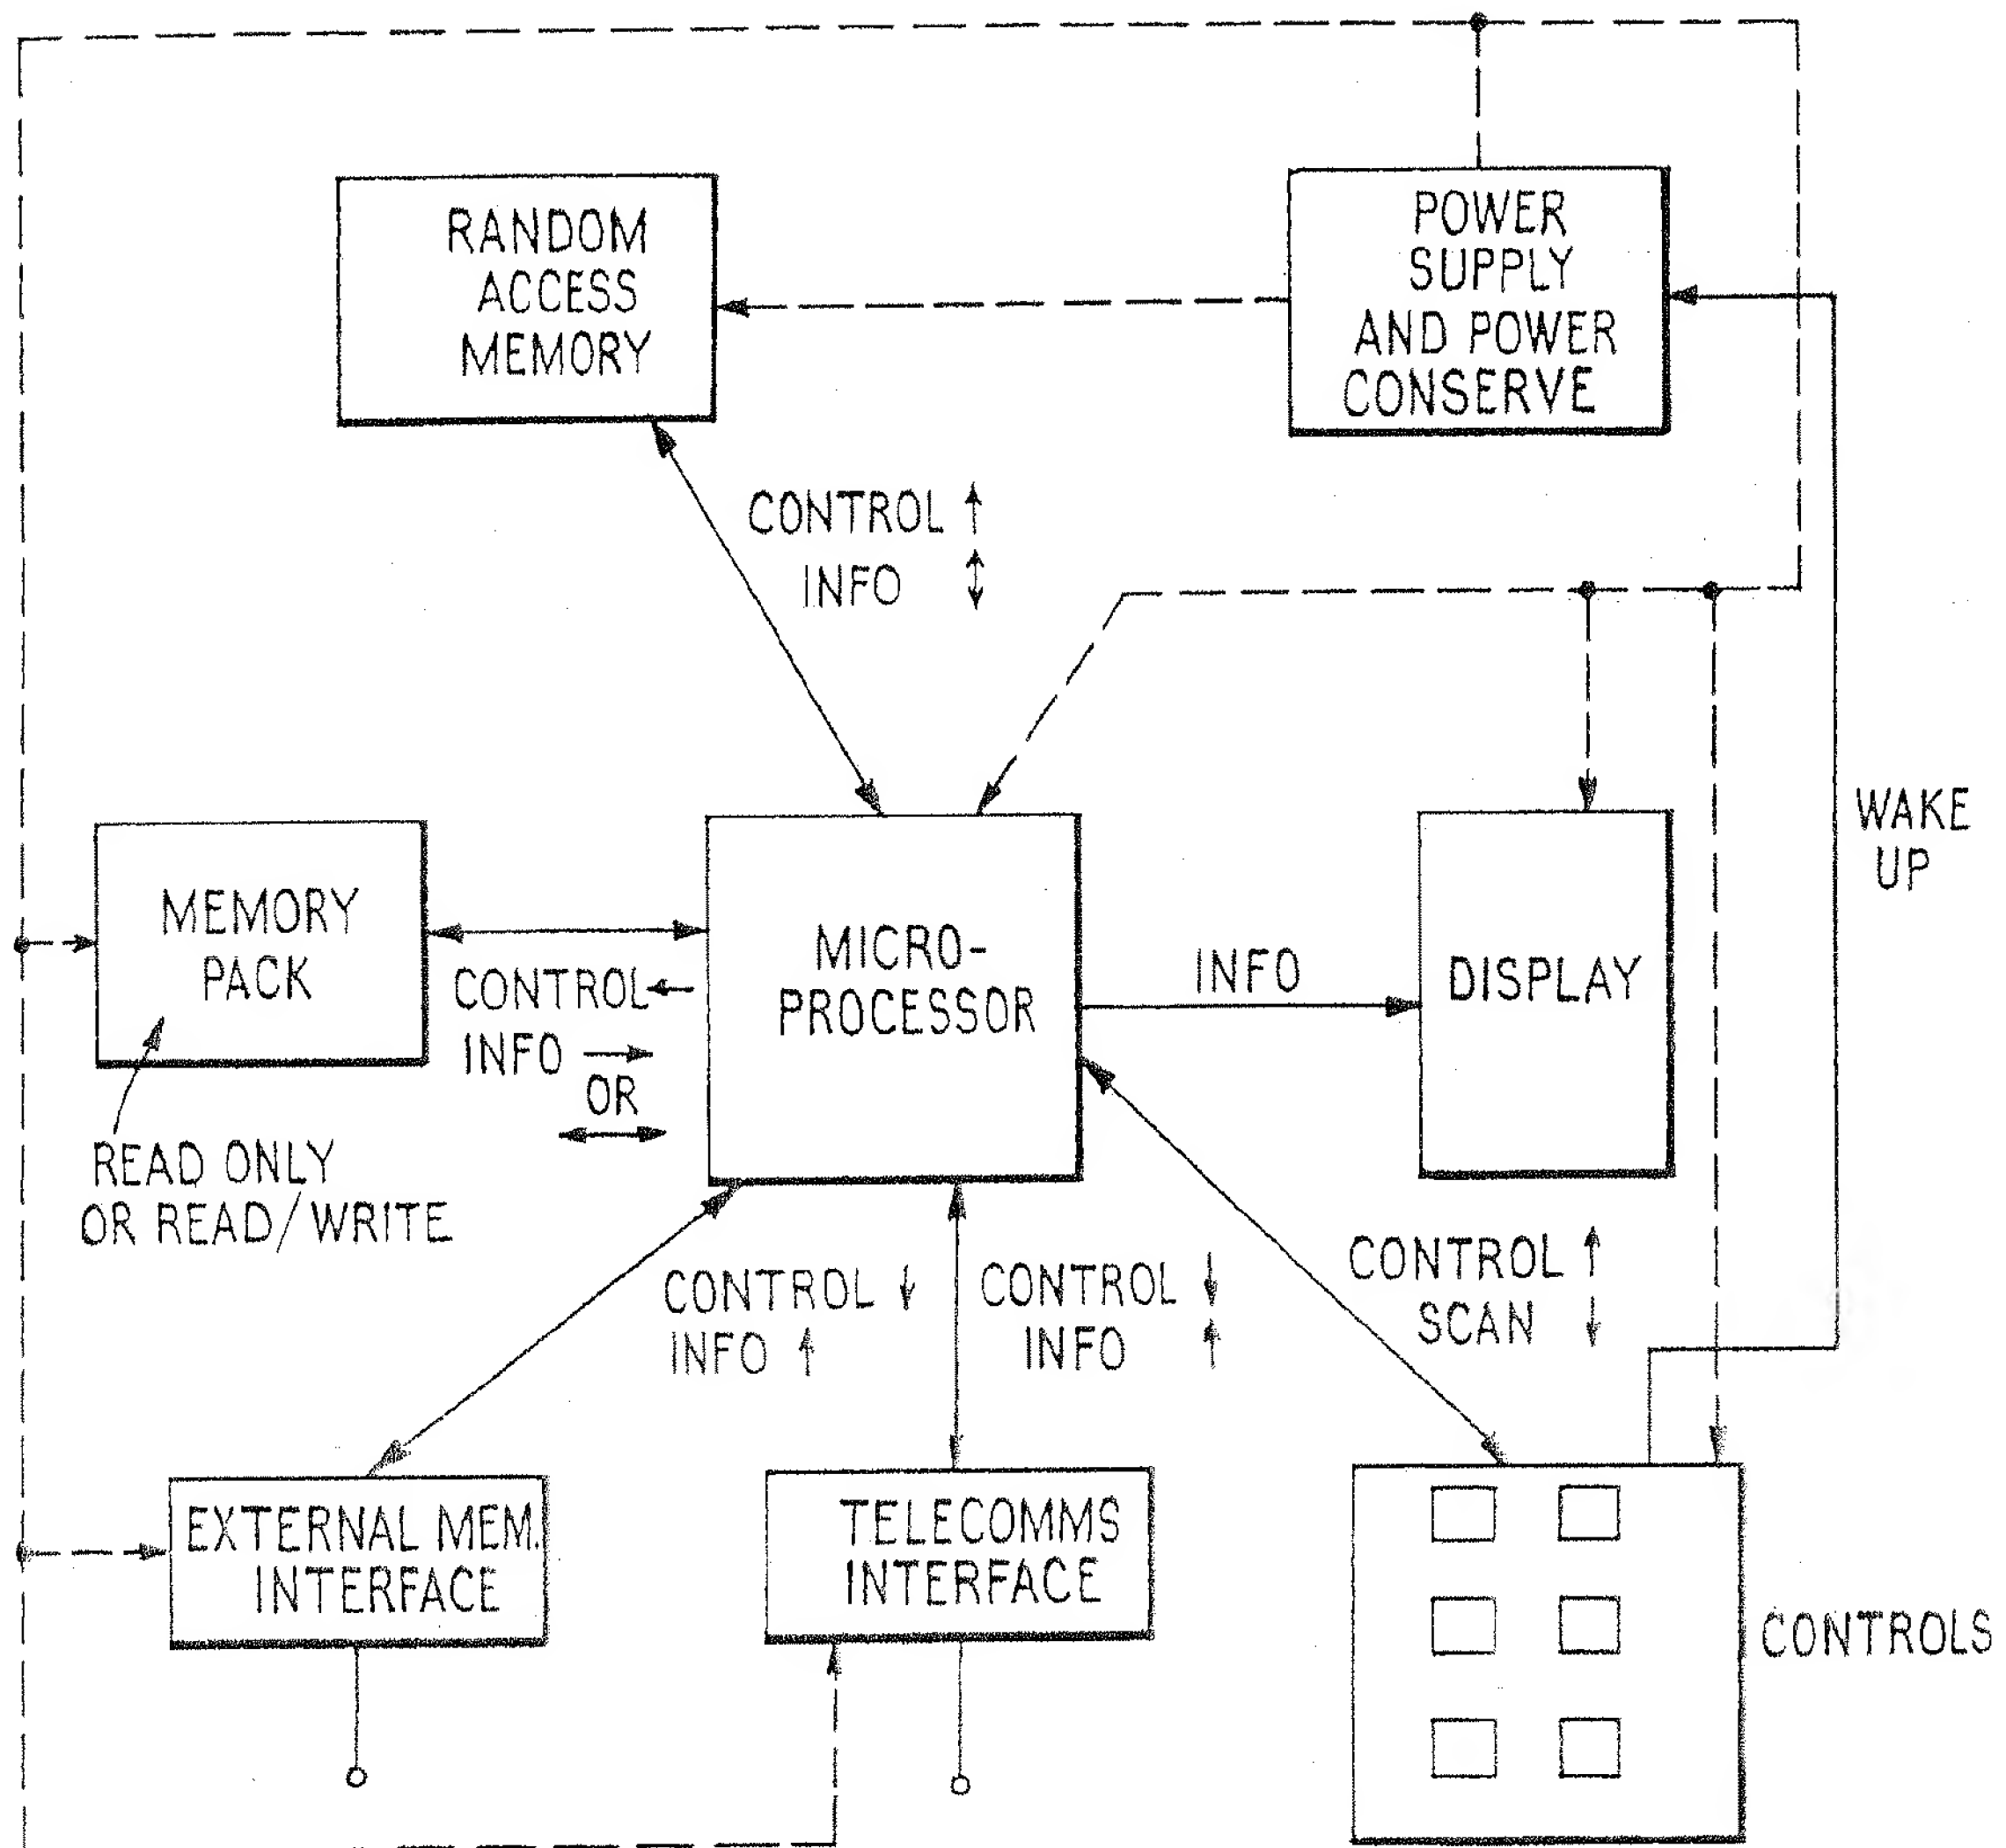 RANDOM
ACCESS
MEMORY
POWER
SUPPLY
AND POWER
CONSERVE
CONTROL ↑
INFO ↕
WAKE
UP
MEMORY
PACK
CONTROL ←
INFO →
OR
↔
READ ONLY
OR READ/WRITE
MICRO-
PROCESSOR
INFO
DISPLAY
CONTROL ↓
INFO ↑
CONTROL ↓
INFO ↑
CONTROL ↑
SCAN ↓
EXTERNAL MEM.
INTERFACE
TELECOMMS
INTERFACE
CONTROLS